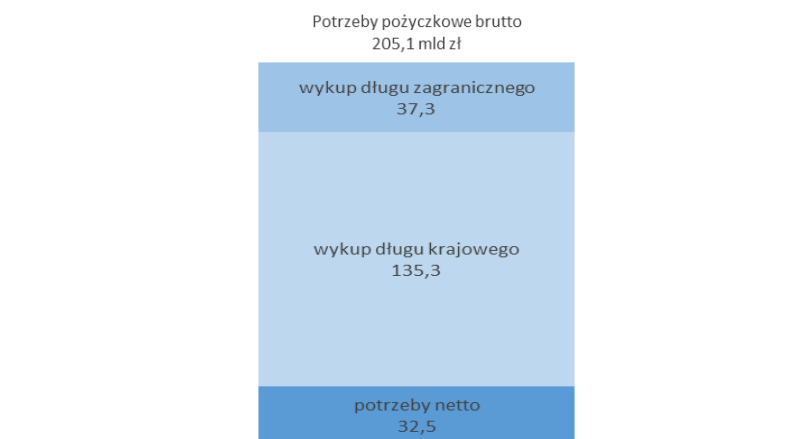 Potrzeby pożyczkowe brutto
205,1 mld zł
wykup długu zagranicznego
37,3
wykup długu krajowego
135,3
potrzeby netto
32,5